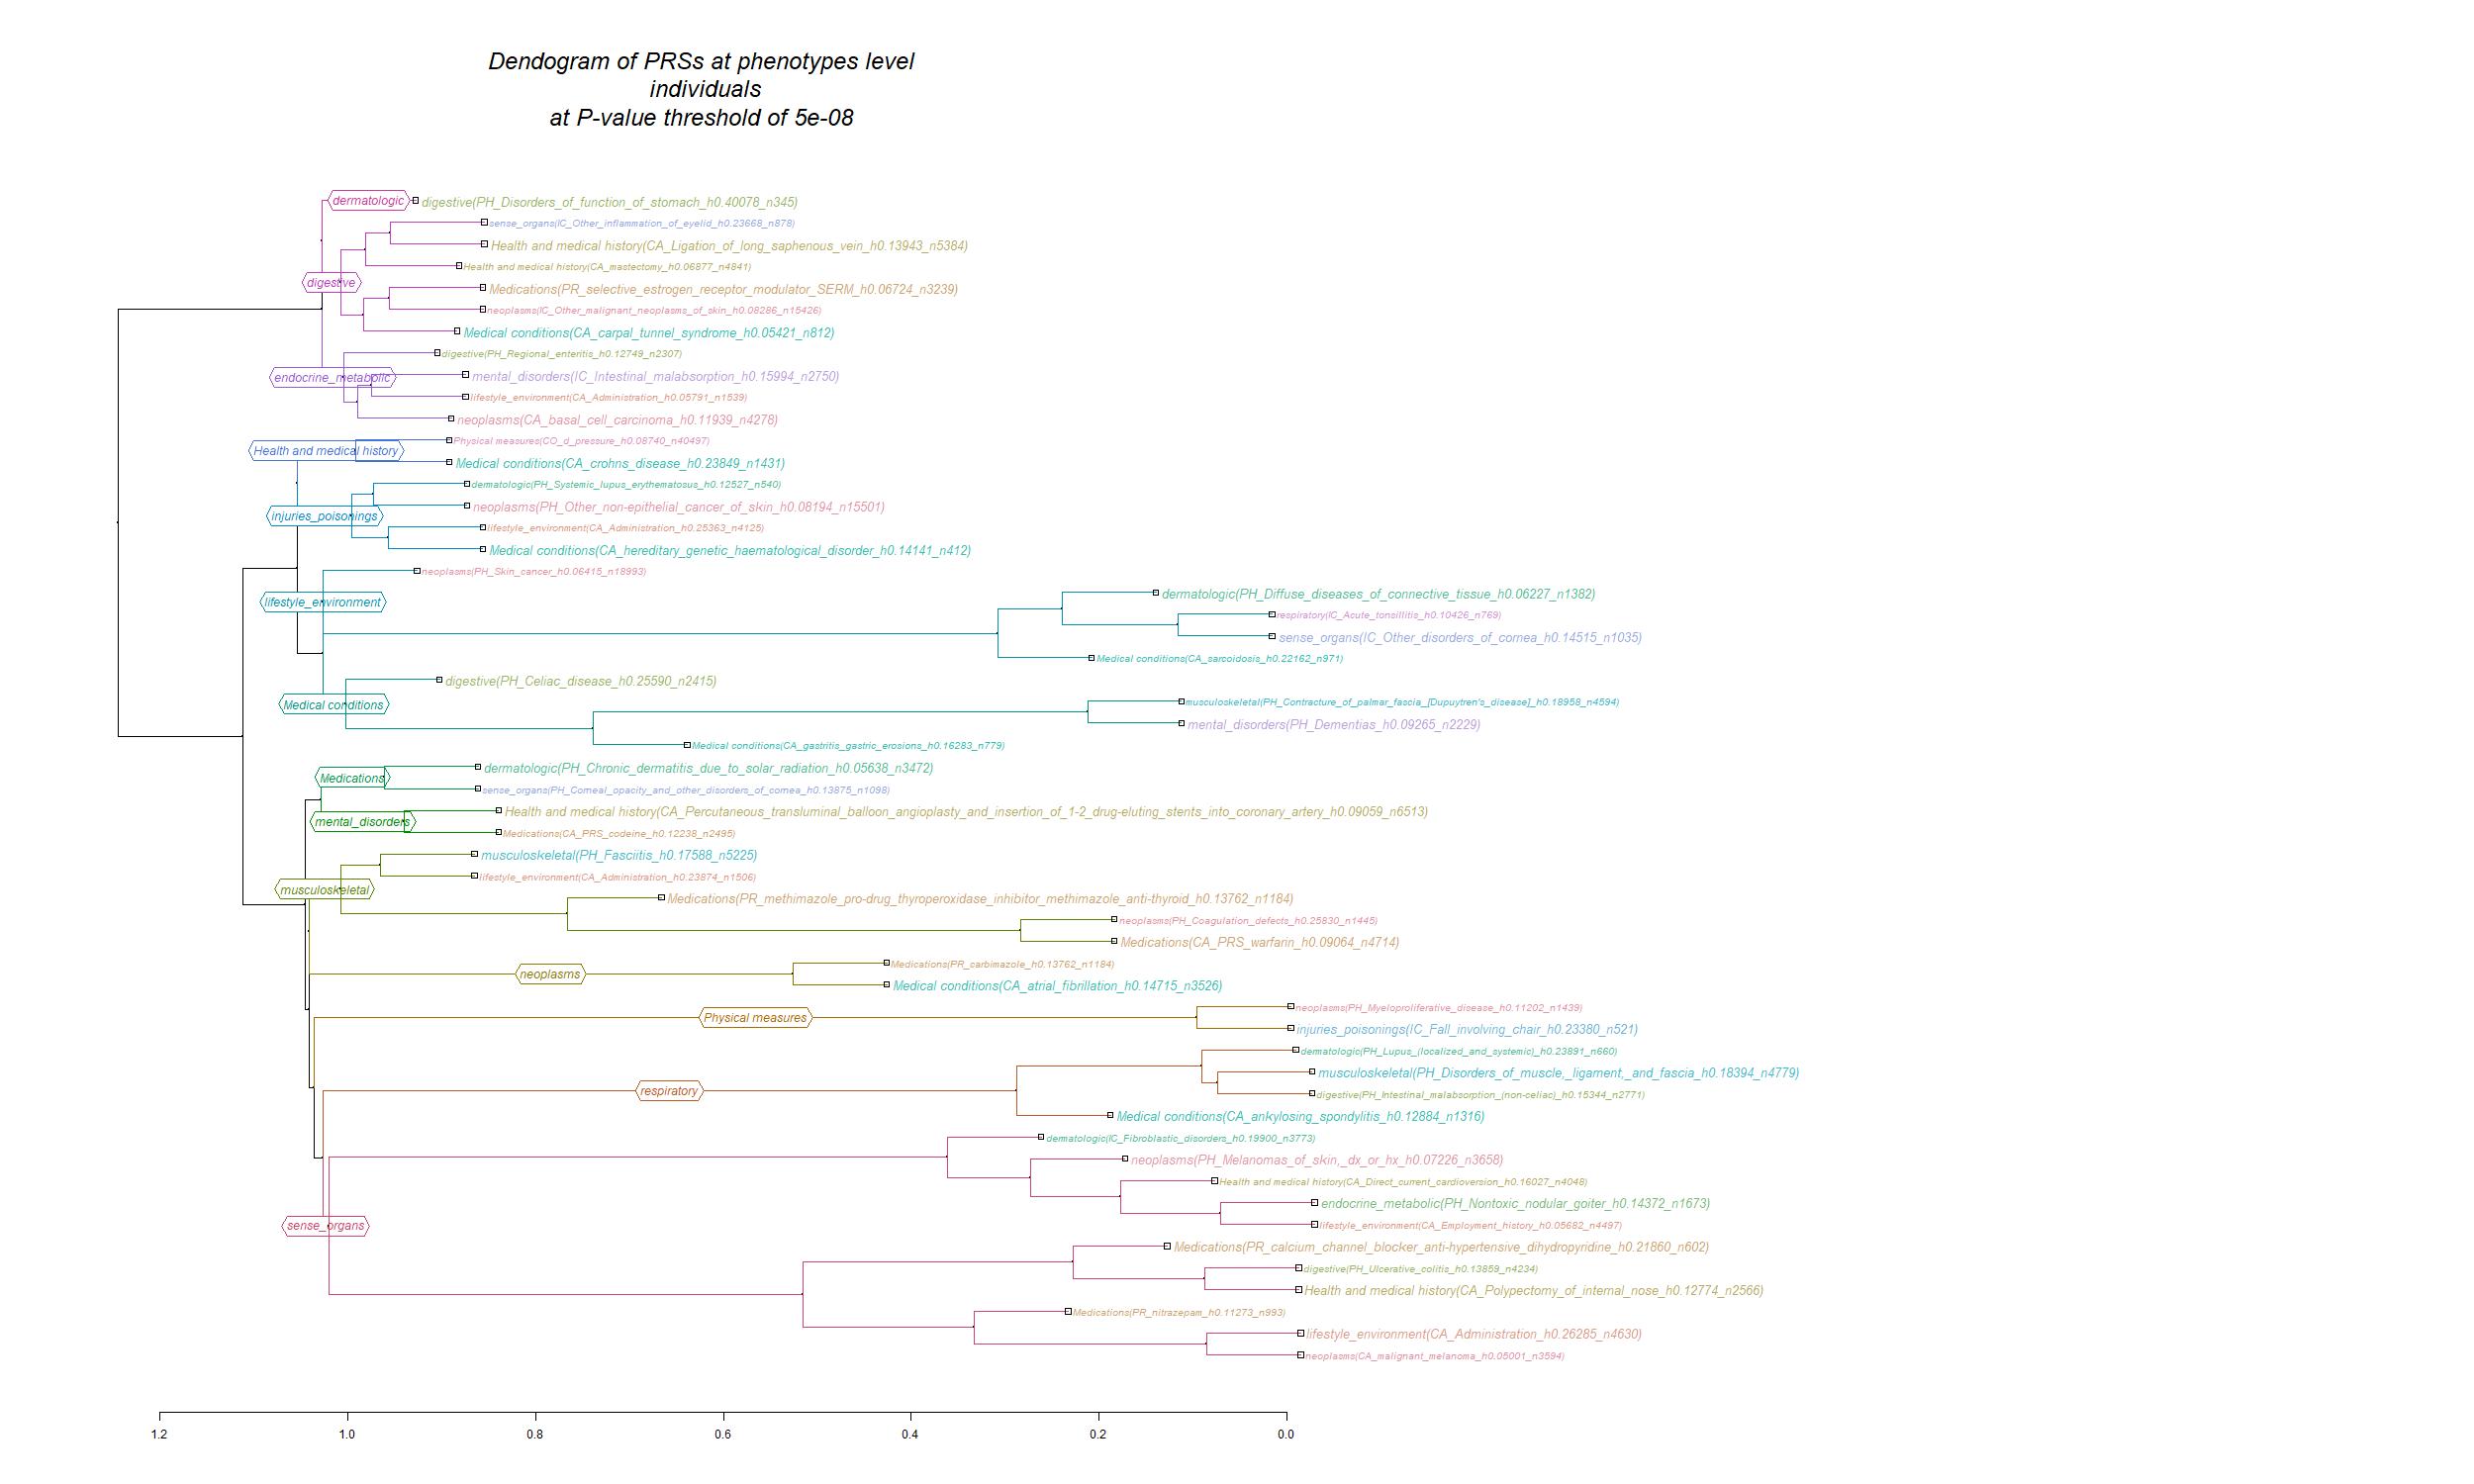 Dendogram of PRSs at phenotypes level
individuals
at P-value threshold of 5e-08
dermatologic
digestive(PH_Disorders_of_function_of_stomach_h0.40078_n345)
sense_organs(IC_Other_inflammation_of_eyelid_h0.23668_n878)
Health and medical history(CA_Ligation_of_long_saphenous_vein_h0.13943_n5384)
Health and medical history(CA_mastectomy_h0.06877_n4841)
digestive
Medications(PR_selective_estrogen_receptor_modulator_SERM_h0.06724_n3239)
neoplasms(IC_Other_malignant_neoplasms_of_skin_h0.08286_n15426)
Medical conditions(CA_carpal_tunnel_syndrome_h0.05421_n812)
digestive(PH_Regional_enteritis_h0.12749_n2307)
endocrine_metabolic
mental_disorders(IC_Intestinal_malabsorption_h0.15994_n2750)
lifestyle_environment(CA_Administration_h0.05791_n1539)
neoplasms(CA_basal_cell_carcinoma_h0.11939_n4278)
Physical measures(CO_d_pressure_h0.08740_n40497)
Health and medical history
Medical conditions(CA_crohns_disease_h0.23849_n1431)
dermatologic(PH_Systemic_lupus_erythematosus_h0.12527_n540)
neoplasms(PH_Other_non-epithelial_cancer_of_skin_h0.08194_n15501)
injuries_poisonings
lifestyle_environment(CA_Administration_h0.25363_n4125)
Medical conditions(CA_hereditary_genetic_haematological_disorder_h0.14141_n412)
neoplasms(PH_Skin_cancer_h0.06415_n18993)
dermatologic(PH_Diffuse_diseases_of_connective_tissue_h0.06227_n1382)
lifestyle_environment
respiratory(IC_Acute_tonsillitis_h0.10426_n769)
sense_organs(IC_Other_disorders_of_cornea_h0.14515_n1035)
Medical conditions(CA_sarcoidosis_h0.22162_n971)
digestive(PH_Celiac_disease_h0.25590_n2415)
Medical conditions
musculoskeletal(PH_Contracture_of_palmar_fascia_[Dupuytren's_disease]_h0.18958_n4594)
mental_disorders(PH_Dementias_h0.09265_n2229)
Medical conditions(CA_gastritis_gastric_erosions_h0.16283_n779)
dermatologic(PH_Chronic_dermatitis_due_to_solar_radiation_h0.05638_n3472)
Medications
sense_organs(PH_Corneal_opacity_and_other_disorders_of_cornea_h0.13875_n1098)
Health and medical history(CA_Percutaneous_transluminal_balloon_angioplasty_and_insertion_of_1-2_drug-eluting_stents_into_coronary_artery_h0.09059_n6513)
mental_disorders
Medications(CA_PRS_codeine_h0.12238_n2495)
musculoskeletal(PH_Fasciitis_h0.17588_n5225)
lifestyle_environment(CA_Administration_h0.23874_n1506)
musculoskeletal
Medications(PR_methimazole_pro-drug_thyroperoxidase_inhibitor_methimazole_anti-thyroid_h0.13762_n1184)
neoplasms(PH_Coagulation_defects_h0.25830_n1445)
Medications(CA_PRS_warfarin_h0.09064_n4714)
Medications(PR_carbimazole_h0.13762_n1184)
neoplasms
Medical conditions(CA_atrial_fibrillation_h0.14715_n3526)
neoplasms(PH_Myeloproliferative_disease_h0.11202_n1439)
Physical measures
injuries_poisonings(IC_Fall_involving_chair_h0.23380_n521)
dermatologic(PH_Lupus_(localized_and_systemic)_h0.23891_n660)
musculoskeletal(PH_Disorders_of_muscle,_ligament,_and_fascia_h0.18394_n4779)
respiratory
digestive(PH_Intestinal_malabsorption_(non-celiac)_h0.15344_n2771)
Medical conditions(CA_ankylosing_spondylitis_h0.12884_n1316)
dermatologic(IC_Fibroblastic_disorders_h0.19900_n3773)
neoplasms(PH_Melanomas_of_skin,_dx_or_hx_h0.07226_n3658)
Health and medical history(CA_Direct_current_cardioversion_h0.16027_n4048)
endocrine_metabolic(PH_Nontoxic_nodular_goiter_h0.14372_n1673)
sense_organs
lifestyle_environment(CA_Employment_history_h0.05682_n4497)
Medications(PR_calcium_channel_blocker_anti-hypertensive_dihydropyridine_h0.21860_n602)
digestive(PH_Ulcerative_colitis_h0.13859_n4234)
Health and medical history(CA_Polypectomy_of_internal_nose_h0.12774_n2566)
Medications(PR_nitrazepam_h0.11273_n993)
lifestyle_environment(CA_Administration_h0.26285_n4630)
neoplasms(CA_malignant_melanoma_h0.05001_n3594)
1.2 1.0 0.8 0.6 0.4 0.2 0.0